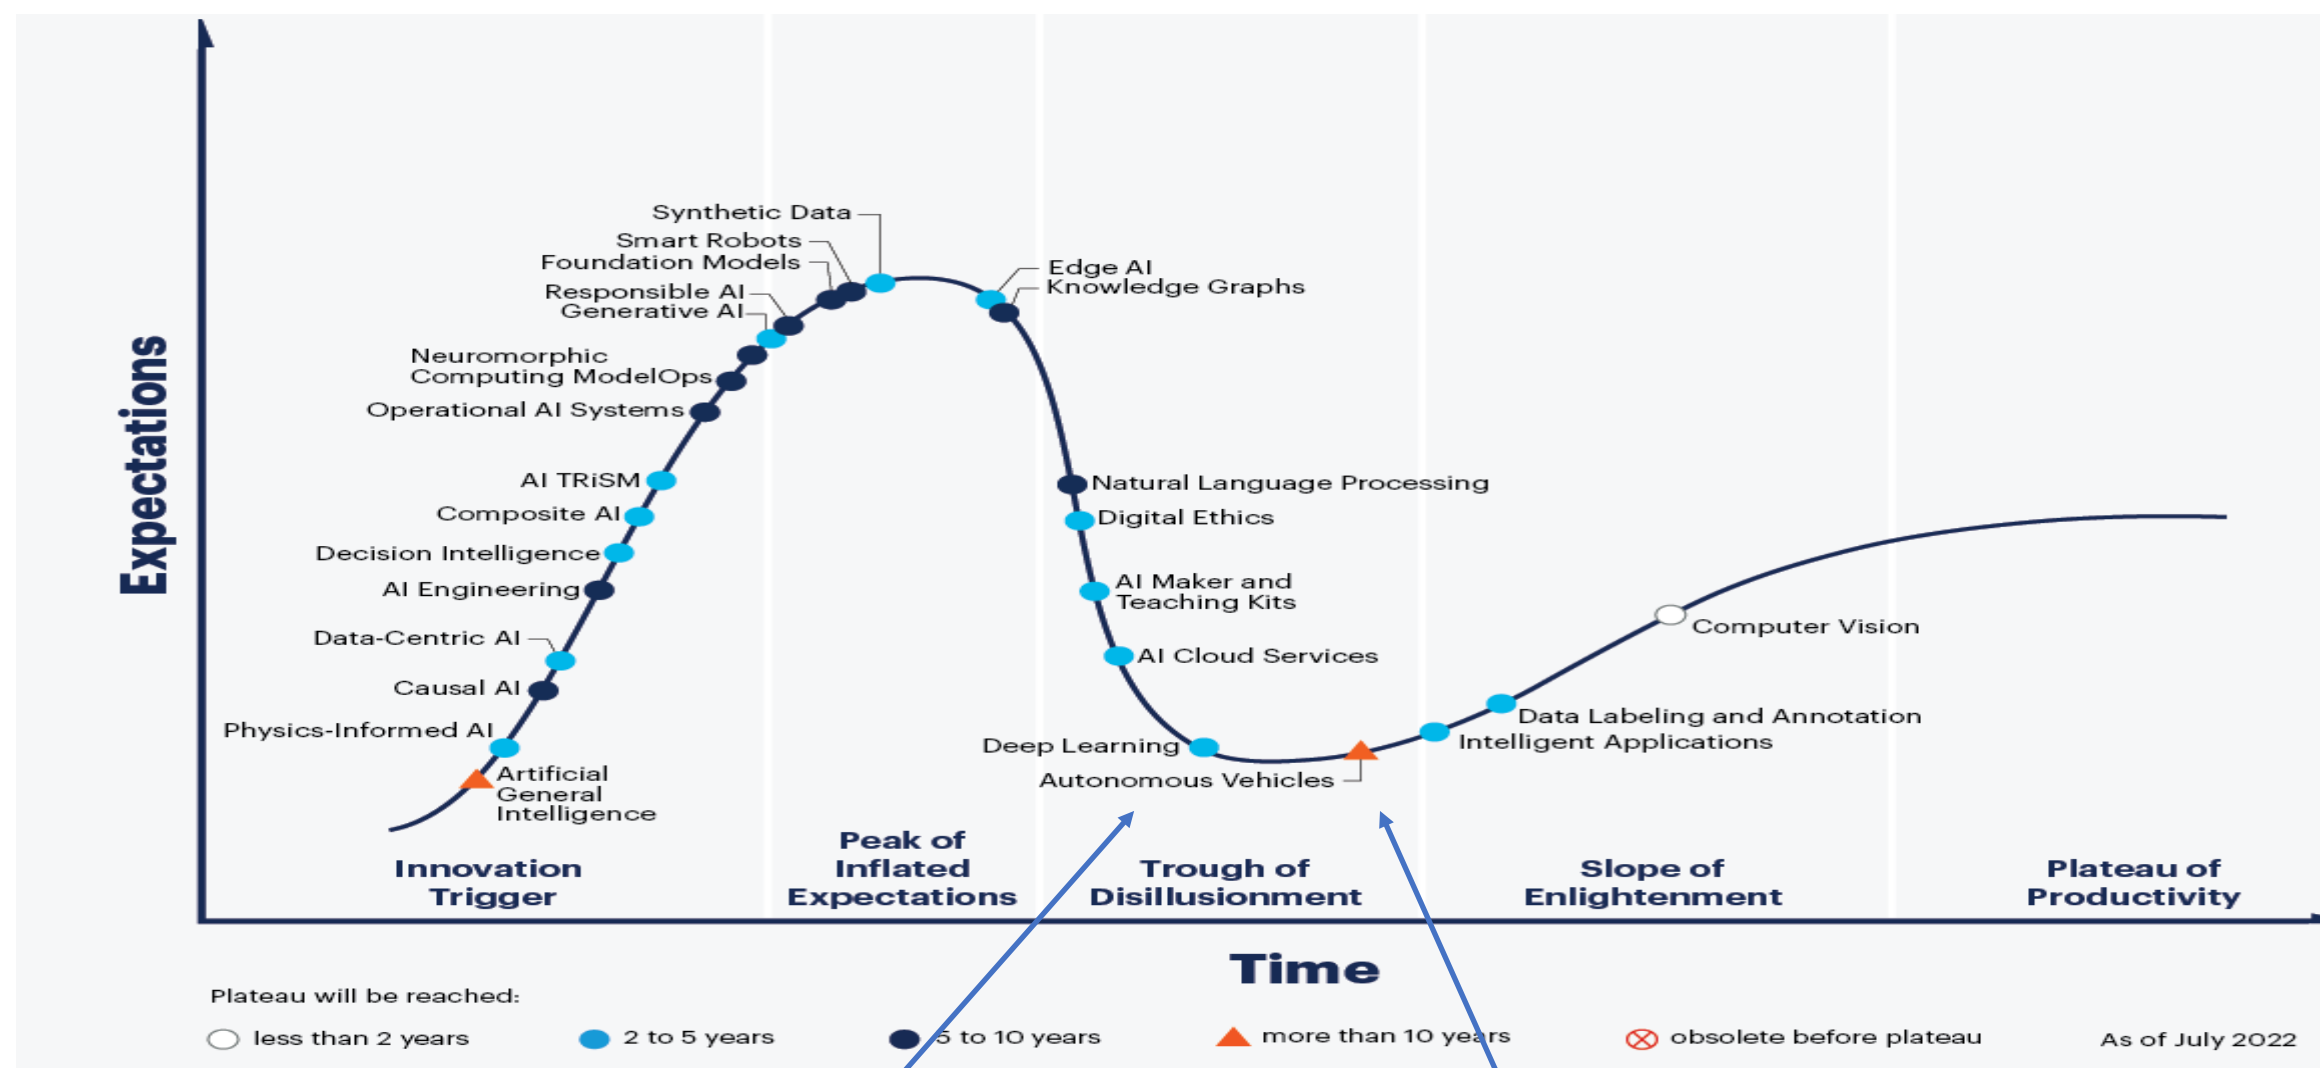 Expectations
Synthetic Data
Smart Robots
Foundation Models
Responsible AI
Generative AI
Neuromorphic
Computing ModelOps
Operational AI Systems
AI TRiSM
Composite AI
Decision Intelligence
AI Engineering
Data-Centric AI
Causal AI
Physics-Informed AI
Artificial
General
Intelligence
Edge AI
Knowledge Graphs
Natural Language Processing
Digital Ethics
AI Maker and
Teaching Kits
AI Cloud Services
Deep Learning
Autonomous Vehicles
Computer Vision
Data Labeling and Annotation
Intelligent Applications
Innovation
Trigger
Peak of
Inflated
Expectations
Trough of
Disillusionment
Slope of
Enlightenment
Plateau of
Productivity
Time
Plateau will be reached:
less than 2 years
2 to 5 years
5 to 10 years
more than 10 years
obsolete before plateau
As of July 2022